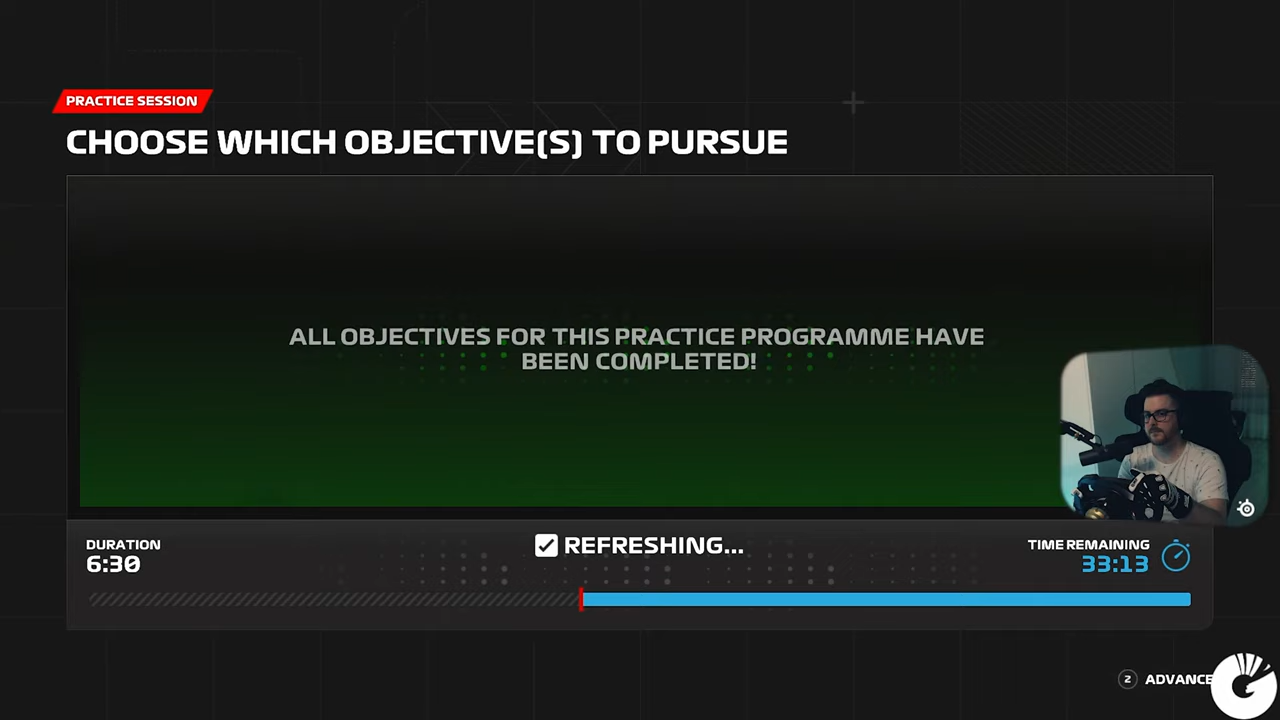 PRACTICE SESSION
CHOOSE WHICH OBJECTIVE(S) TO PURSUE
ALL OBJECTIVES FOR THIS PRACTICE PROGRAMME HAVE
BEEN COMPLETED!
DURATION
6:30
REFRESHING...
TIME REMAINING
33:13
2 ADVANCE